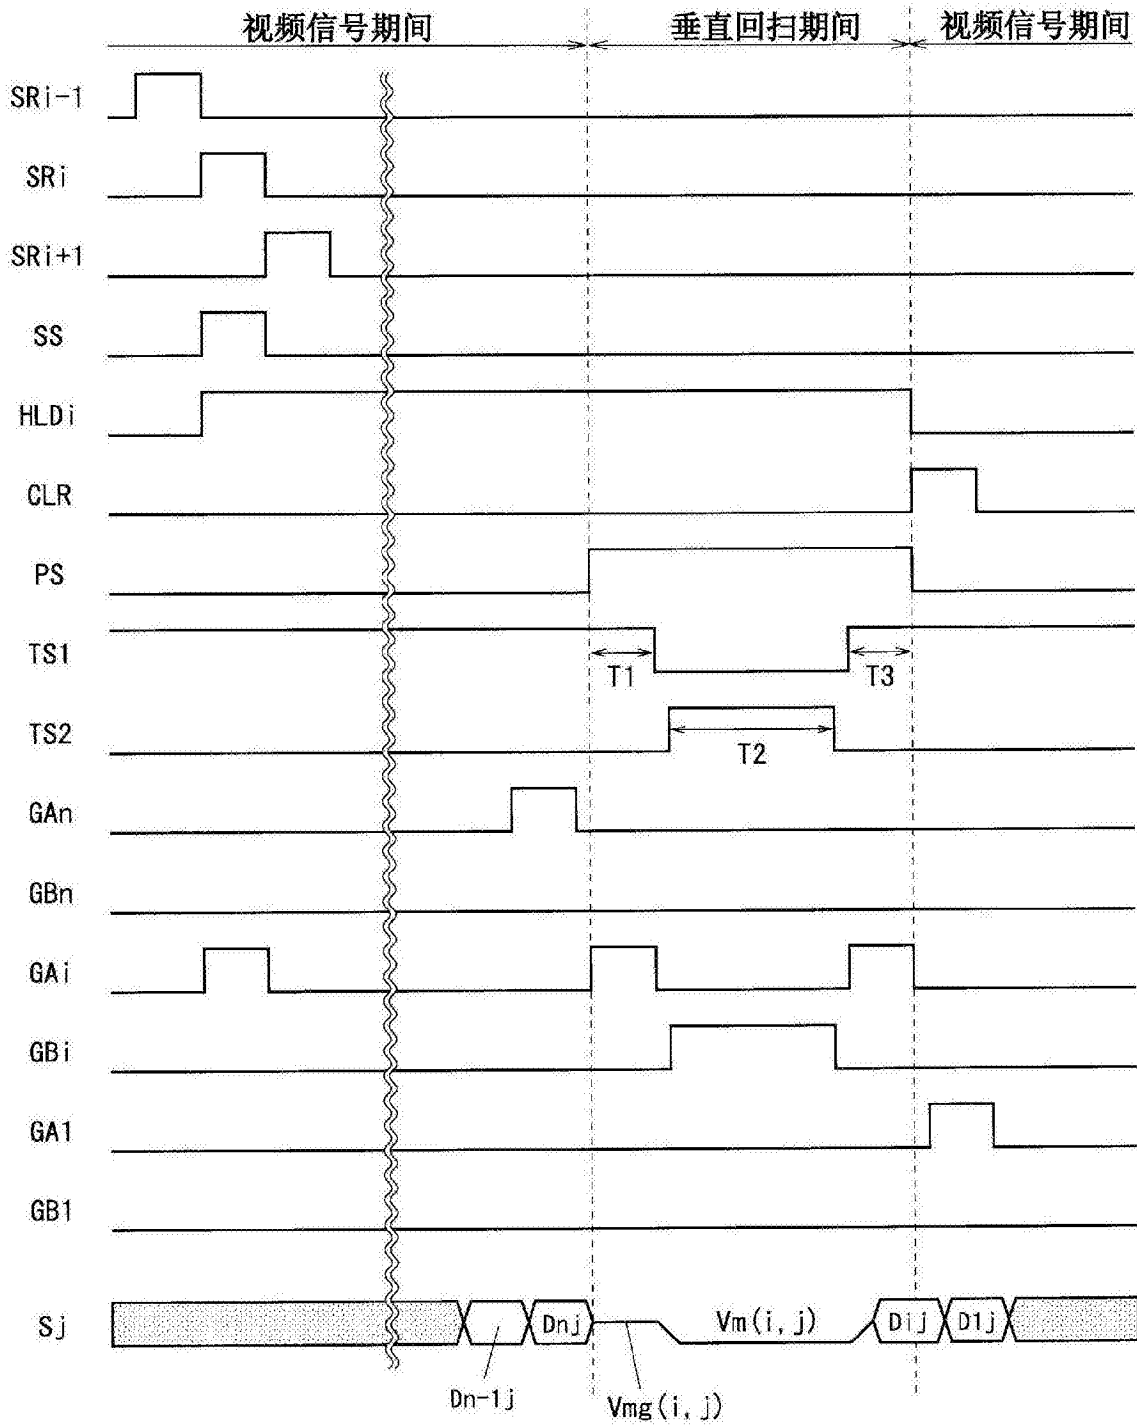 视频信号期间
垂直回扫期间
视频信号期间
SRi-1
SRi
SRi+1
SS
HLDi
CLR
PS
TS1
T1
T3
TS2
T2
GAn
GBn
GAi
GBi
GA1
GB1
Sj
Dnj
Vm(i,j)
Dij
D1j
Dn-1j
Vmg(i,j)